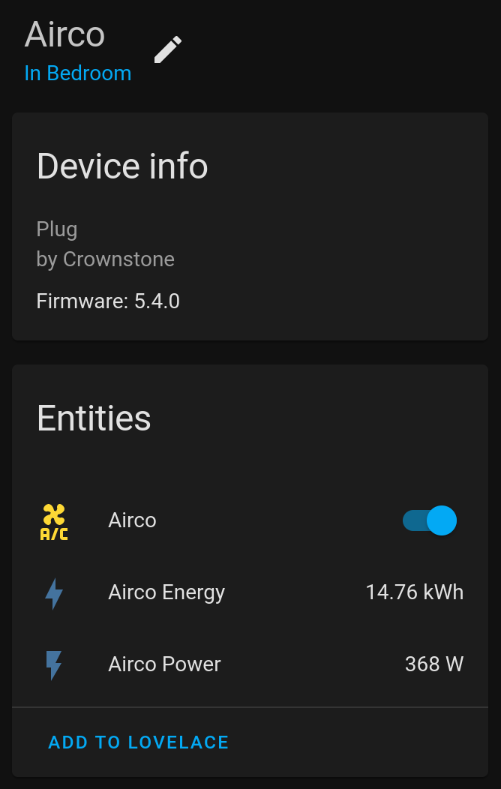 Airco
In Bedroom
Device info
Plug
by Crownstone
Firmware: 5.4.0
Entities
A/C
Airco
Airco Energy 14.76 kWh
Airco Power 368 W
ADD TO LOVELACE